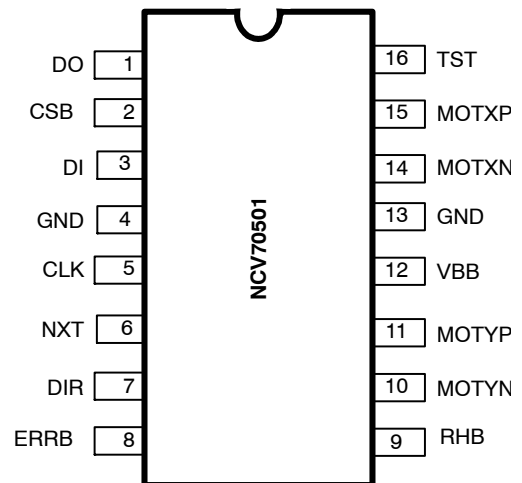 DO 1
CSB 2
DI 3
GND 4
CLK 5
NXT 6
DIR 7
ERRB 8
NCV70501
16 TST
15 MOTXP
14 MOTXN
13 GND
12 VBB
11 MOTYP
10 MOTYN
9 RHB